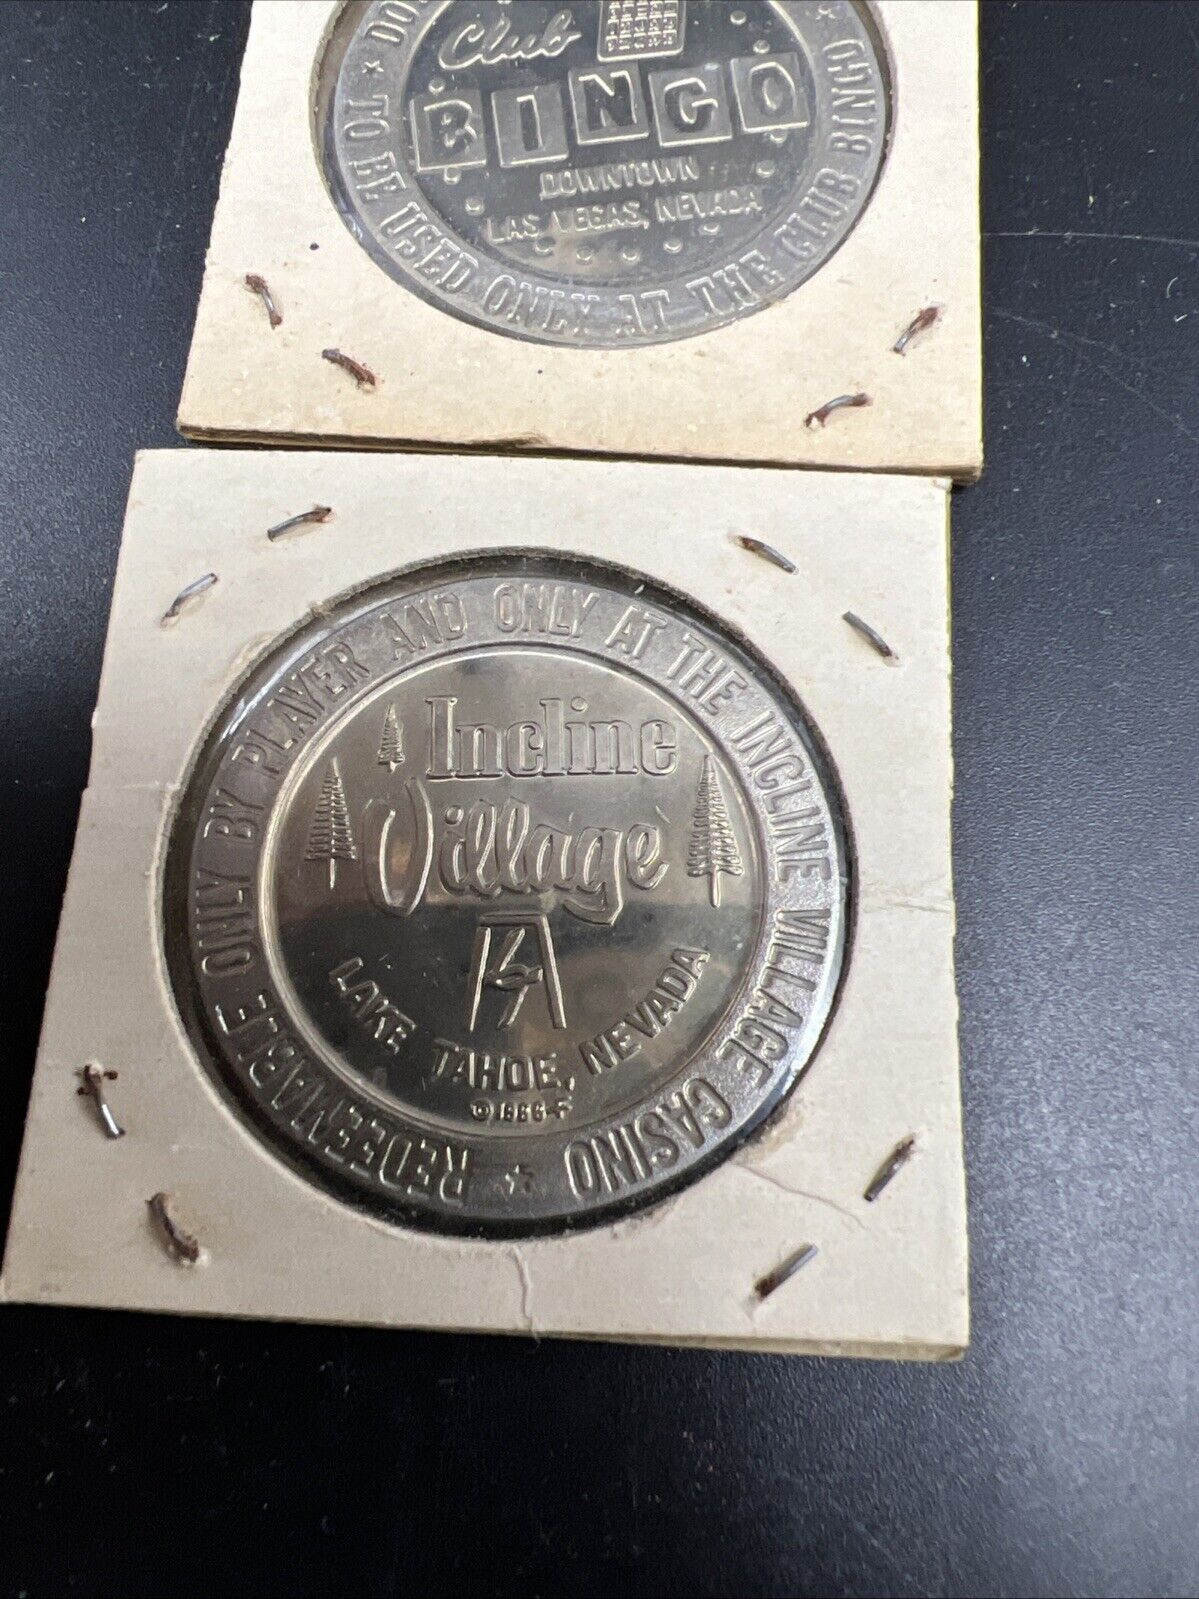 Club
BINGO
DOWNTOWN
LAS VEGAS, NEVADA
TO BE USED ONLY AT THE CLUB BINGO
REDEEMABLE ONLY BY PLAYER AND ONLY AT THE INCLINE VILLAGE CASINO
Incline
Village
LAKE TAHOE, NEVADA